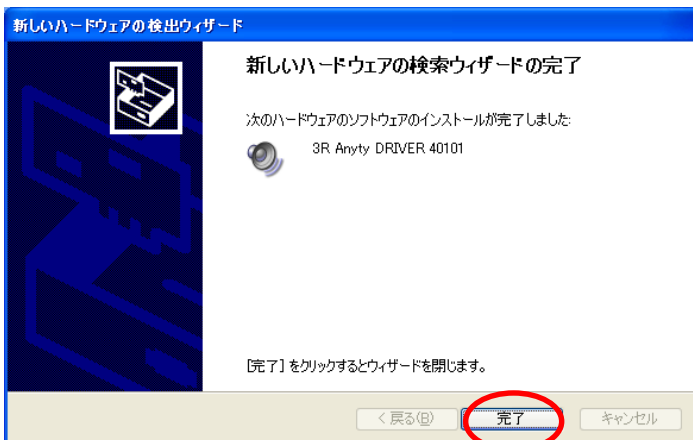 新しいハードウェアの検出ウィザード
新しいハードウェアの検索ウィザードの完了
次のハードウェアのソフトウェアのインストールが完了しました:
3R Anyty DRIVER 40101
[完了] をクリックするとウィザードを閉じます。
< 戻る(B)
完了
キャンセル